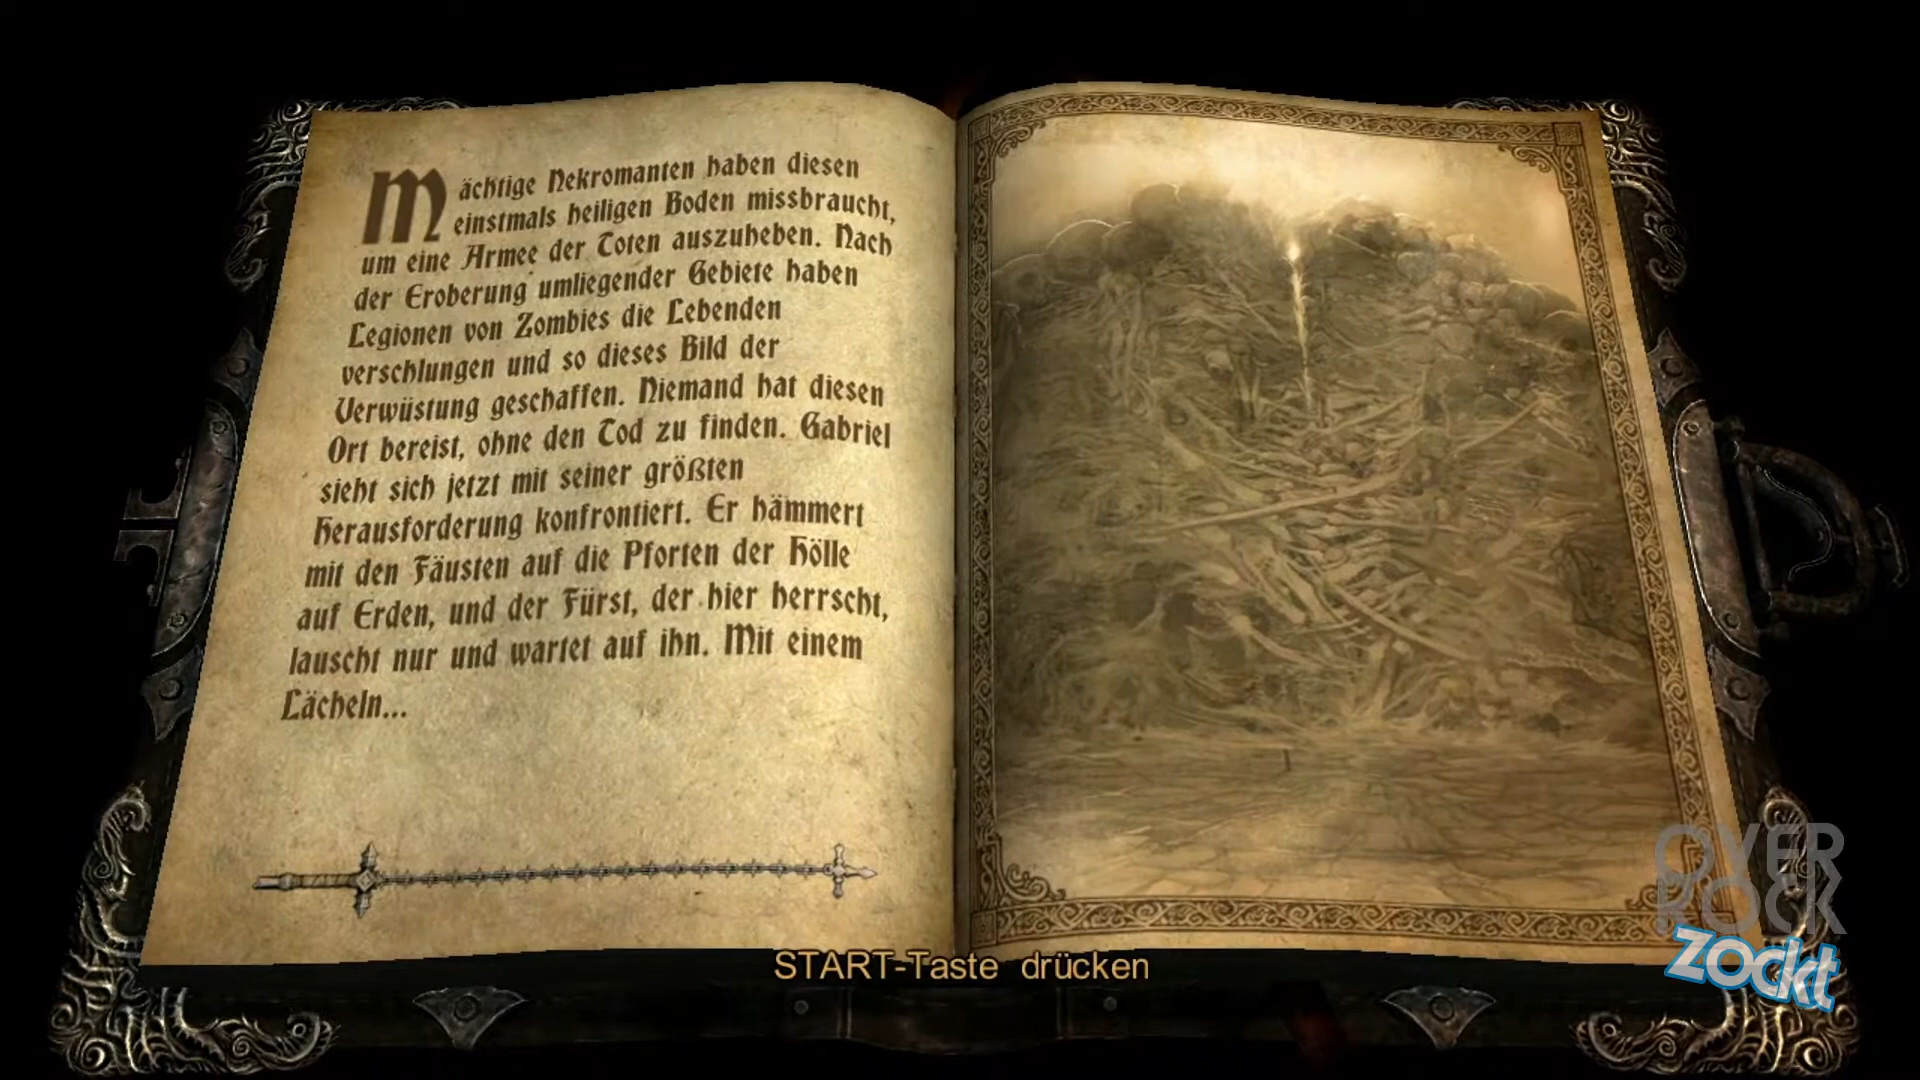 Mächtige Nekromanten haben diesen
einstmals heiligen Boden missbraucht,
um eine Armee der Toten auszuheben. Nach
der Eroberung umliegender Gebiete haben
Legionen von Zombies die Lebenden
verschlungen und so dieses Bild der
Verwüstung geschaffen. Niemand hat diesen
Ort bereist, ohne den Tod zu finden. Gabriel
sieht sich jetzt mit seiner größten
Herausforderung konfrontiert. Er hämmert
mit den Fäusten auf die Pforten der Hölle
auf Erden, und der Fürst, der hier herrscht,
lauscht nur und wartet auf ihn. Mit einem
Lächeln...
START-Taste drücken
OVER
ROCK
Zockt